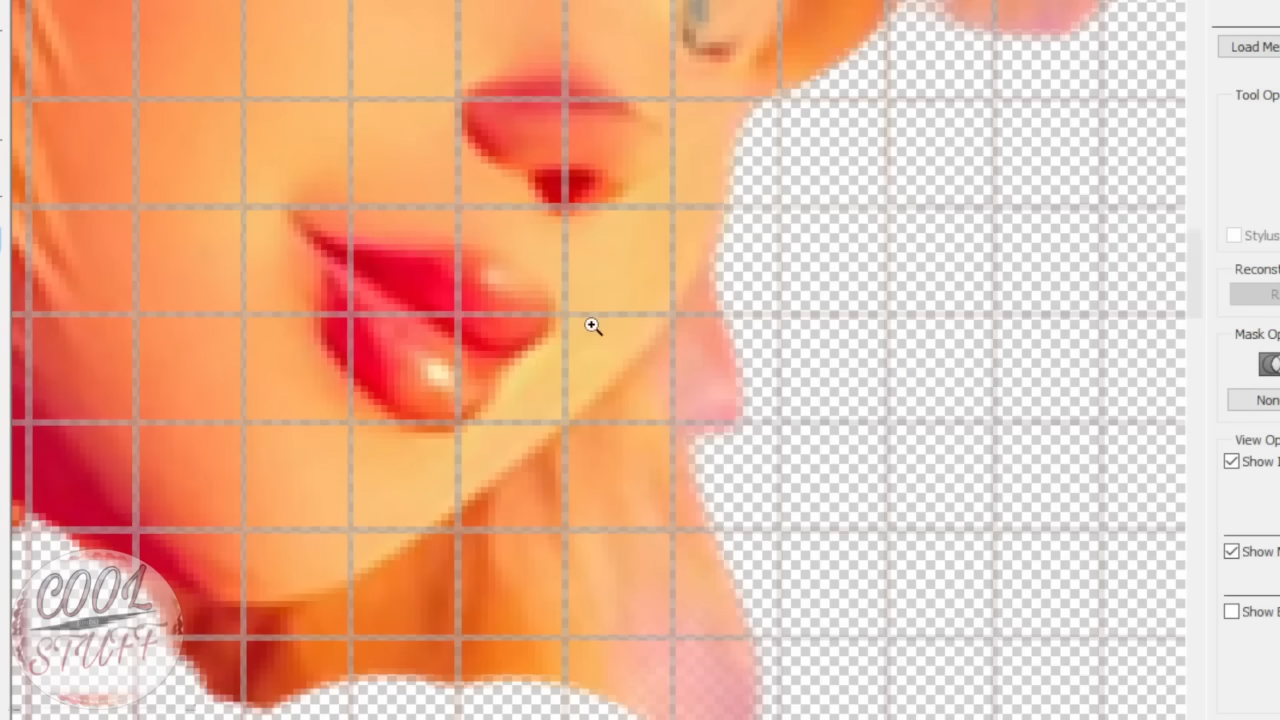 Load Me
Tool Op
Stylus
Reconst
R
Mask Op
Non
View Op
Show I
Show M
Show B
COOL
STUFF